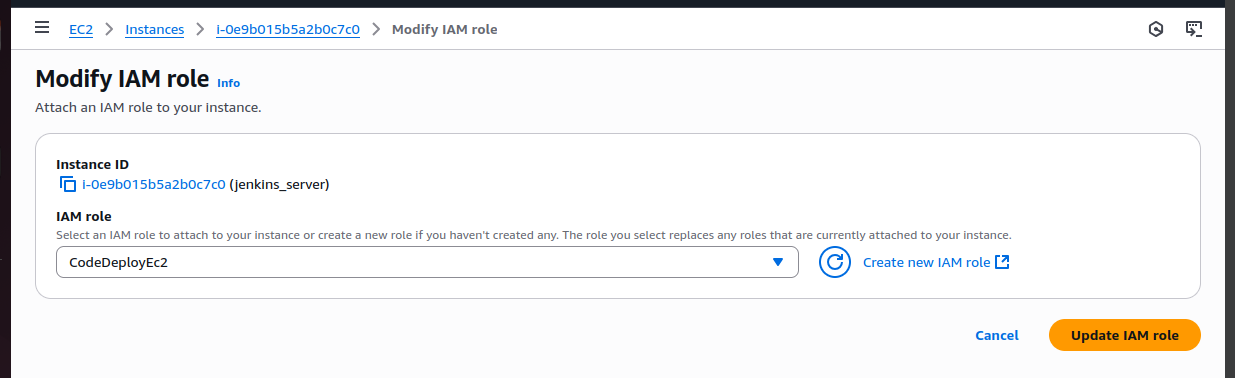 EC2 > Instances > i-0e9b015b5a2b0c7c0 > Modify IAM role
Modify IAM role Info
Attach an IAM role to your instance.
Instance ID
i-0e9b015b5a2b0c7c0 (jenkins_server)
IAM role
Select an IAM role to attach to your instance or create a new role if you haven't created any. The role you select replaces any roles that are currently attached to your instance.
CodeDeployEc2
Create new IAM role
Cancel
Update IAM role